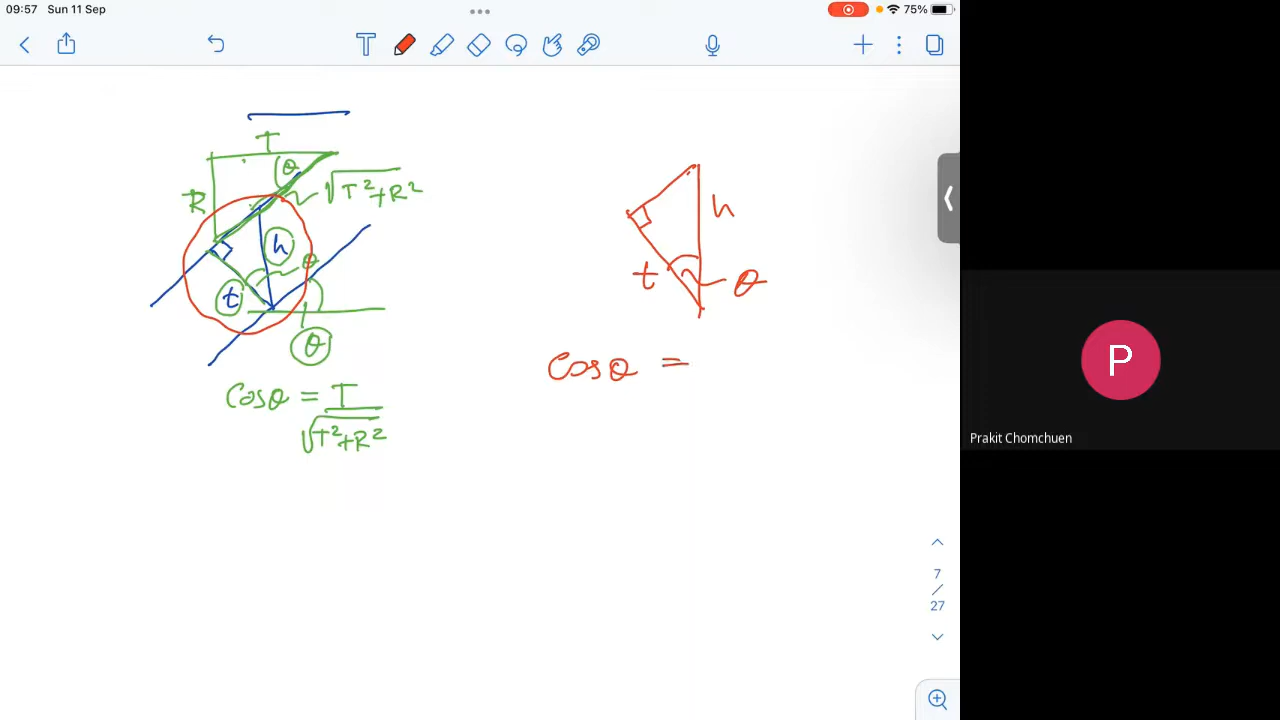 09:57 Sun 11 Sep
75%
T
T
θ
R
√T²+R²
h
θ
t
θ
Cosθ = T
√T²+R²
h
t
θ
Cosθ =
P
Prakit Chomchuen
7
/
27